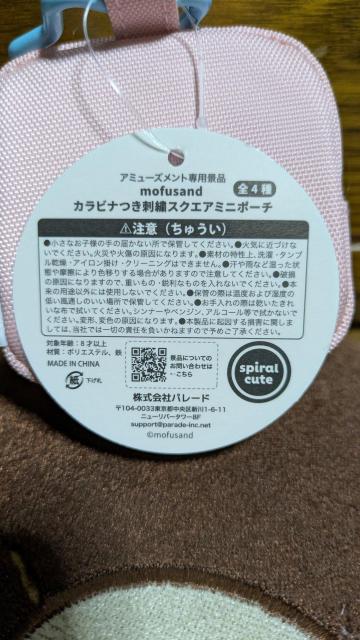 アミューズメント専用景品
mofusand 全4種
カラビナつき刺繍スクエアミニポーチ
⚠注意（ちゅうい）
●小さなお子様の手の届かない所で保管してください。●火気に近づけな
いでください。火災や火傷の原因になります。●素材の特性上、洗濯・タンブ
ル乾燥・アイロン掛け・クリーニングはできません。●汗や雨など湿った状
態や摩擦により色移りする場合がありますので注意してください。●破損
の原因になりますので、重いもの・鋭利なものを入れないでください。●本
来の用途以外には使用しないでください。●保管の際は温度および湿度の
低い風通しのいい場所で保管してください。●お手入れの際は乾いたきれ
いな布で拭いてください。シンナーやベンジン、アルコール等で拭かないで
ください。変形、変色の原因になります。●本製品に起因する損害に関しま
しては、当社では一切の責任を負いかねますので予めご了承ください。
対象年齢：8才以上
材質：ポリエステル、鉄
MADE IN CHINA
紙 下げ札
景品についての
お問い合わせは
←こちら
spiral
cute
株式会社パレード
〒104-0033東京都中央区新川1-6-11
ニューリバータワー8F
support@parade-inc.net
©mofusand